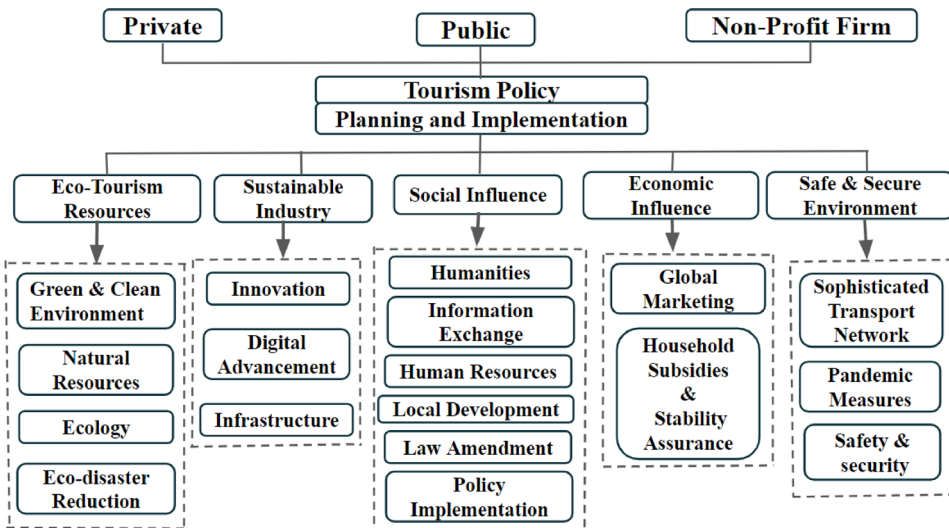 Private
Public
Non-Profit Firm
Tourism Policy
Planning and Implementation
Eco-Tourism
Resources
Sustainable
Industry
Social Influence
Economic
Influence
Safe & Secure
Environment
Green & Clean
Environment
Natural
Resources
Ecology
Eco-disaster
Reduction
Innovation
Digital
Advancement
Infrastructure
Humanities
Information
Exchange
Human Resources
Local Development
Law Amendment
Policy
Implementation
Global
Marketing
Household
Subsidies
&
Stability
Assurance
Sophisticated
Transport
Network
Pandemic
Measures
Safety &
security